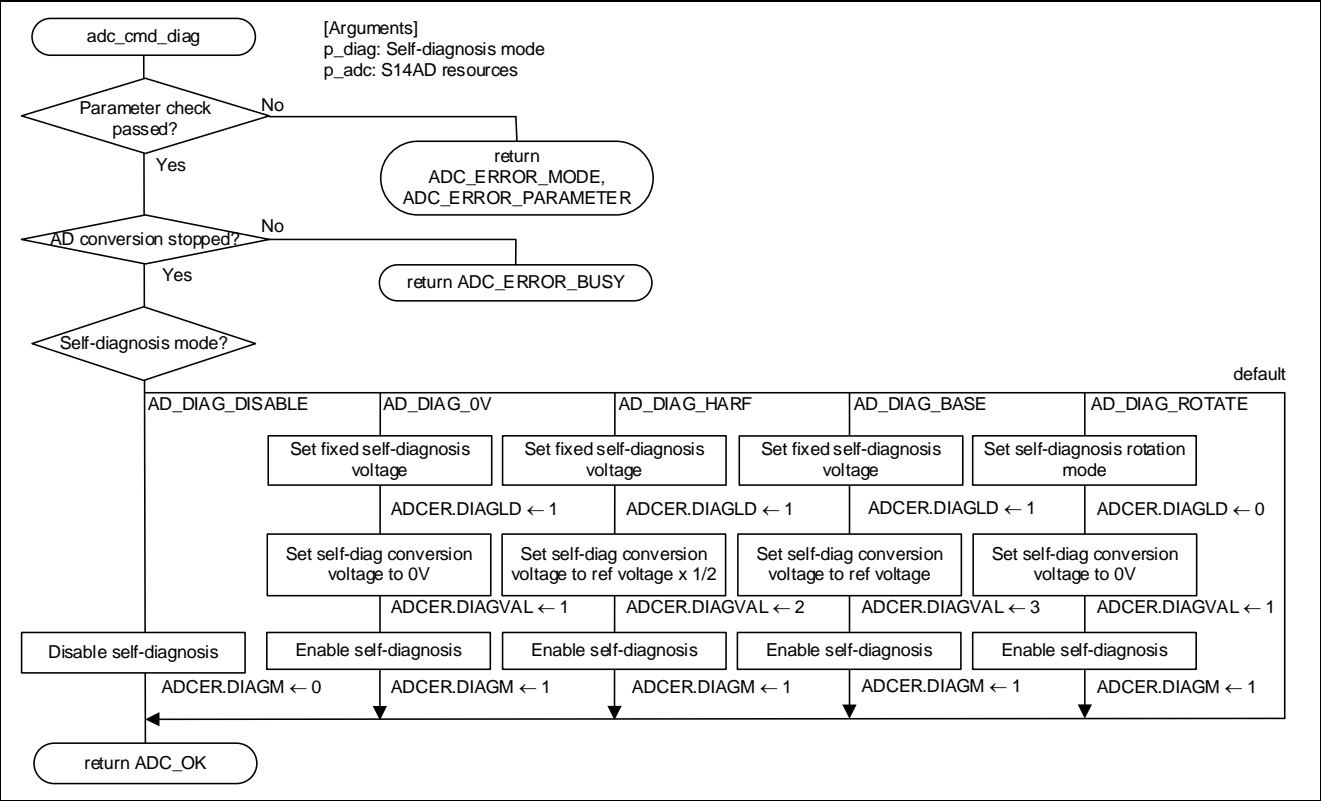 adc_cmd_diag
[Arguments]
p_diag: Self-diagnosis mode
p_adc: S14AD resources
Parameter check
passed?
No
Yes
return
ADC_ERROR_MODE,
ADC_ERROR_PARAMETER
AD conversion stopped?
No
Yes
return ADC_ERROR_BUSY
Self-diagnosis mode?
default
AD_DIAG_DISABLE
AD_DIAG_0V
AD_DIAG_HARF
AD_DIAG_BASE
AD_DIAG_ROTATE
Set fixed self-diagnosis
voltage
Set fixed self-diagnosis
voltage
Set fixed self-diagnosis
voltage
Set self-diagnosis rotation
mode
ADCER.DIAGLD ← 1
ADCER.DIAGLD ← 1
ADCER.DIAGLD ← 1
ADCER.DIAGLD ← 0
Set self-diag conversion
voltage to 0V
Set self-diag conversion
voltage to ref voltage x 1/2
Set self-diag conversion
voltage to ref voltage
Set self-diag conversion
voltage to 0V
ADCER.DIAGVAL ← 1
ADCER.DIAGVAL ← 2
ADCER.DIAGVAL ← 3
ADCER.DIAGVAL ← 1
Disable self-diagnosis
Enable self-diagnosis
Enable self-diagnosis
Enable self-diagnosis
Enable self-diagnosis
ADCER.DIAGM ← 0
ADCER.DIAGM ← 1
ADCER.DIAGM ← 1
ADCER.DIAGM ← 1
ADCER.DIAGM ← 1
return ADC_OK